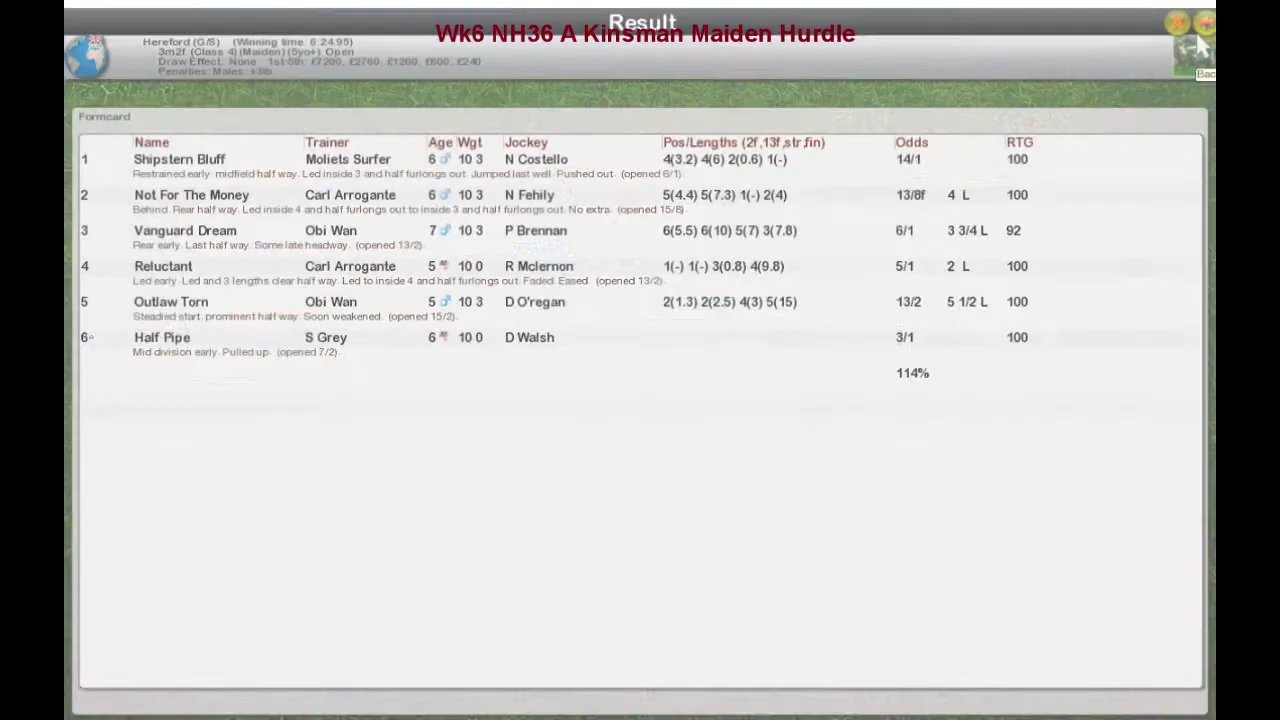 Result
Wk6 NH36 A Kinsman Maiden Hurdle
Hereford (G/S) (Winning time: 6:24.95)
3m2f (Class 4) (Maiden) (5yo+) Open
Draw Effect: None 1st-5th: £7200, £2760, £1200, £600, £240
Penalties: Males: +3lb
Bac
Formcard
Name Trainer Age Wgt Jockey Pos/Lengths (2f,13f,str,fin) Odds RTG
1 Shipstern Bluff Moliets Surfer 6 ♂ 10 3 N Costello 4(3.2) 4(6) 2(0.6) 1(-) 14/1 100
Restrained early midfield half way. Led inside 3 and half furlongs out. Jumped last well. Pushed out. (opened 6/1).
2 Not For The Money Carl Arrogante 6 ♂ 10 3 N Fehily 5(4.4) 5(7.3) 1(-) 2(4) 13/8f 4 L 100
Behind. Rear half way. Led inside 4 and half furlongs out to inside 3 and half furlongs out. No extra. (opened 15/8).
3 Vanguard Dream Obi Wan 7 ♂ 10 3 P Brennan 6(5.5) 6(10) 5(7) 3(7.8) 6/1 3 3/4 L 92
Rear early. Last half way. Some late headway. (opened 13/2).
4 Reluctant Carl Arrogante 5 10 0 R Mclernon 1(-) 1(-) 3(0.8) 4(9.8) 5/1 2 L 100
Led early. Led and 3 lengths clear half way. Led to inside 4 and half furlongs out. Faded. Eased. (opened 13/2).
5 Outlaw Torn Obi Wan 5 ♂ 10 3 D O'regan 2(1.3) 2(2.5) 4(3) 5(15) 13/2 5 1/2 L 100
Steadied start. prominent half way. Soon weakened. (opened 15/2).
6 Half Pipe S Grey 6 10 0 D Walsh 3/1 100
Mid division early. Pulled up. (opened 7/2).
114%